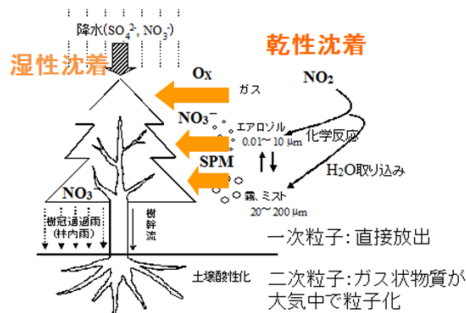 降水(SO₄²⁻, NO₃⁻)
湿性沈着
乾性沈着
Ox
ガス
NO₂
NO₃⁻
エアロゾル
0.01～10 μm
化学反応
SPM
H₂O取り込み
霧、ミスト
20～200 μm
NO₃⁻
樹冠通過雨
(林内雨)
樹幹流
土壌酸性化
一次粒子：直接放出
二次粒子：ガス状物質が
大気中で粒子化